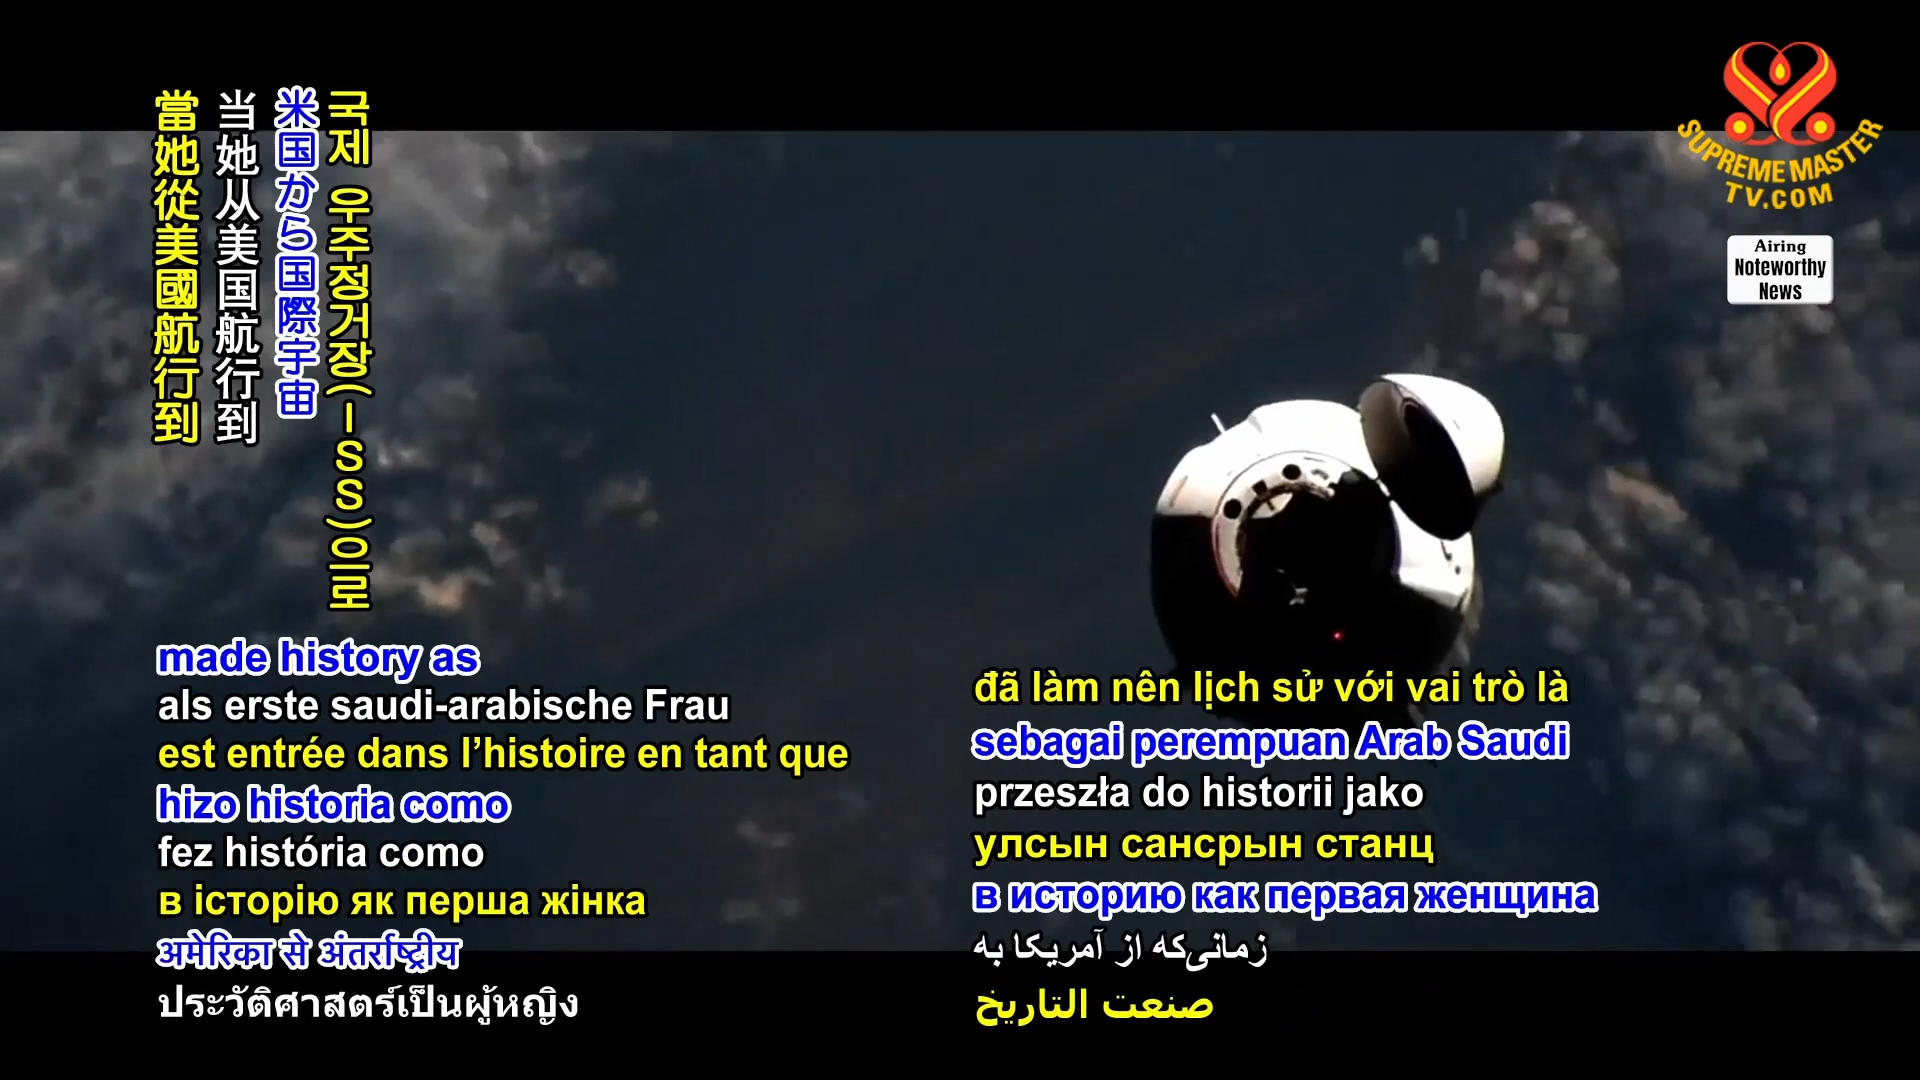 當她從美國航行到
当她从美国航行到
米国から国際宇宙
국제 우주정거장(ISS)으로
SUPREME MASTER
TV.COM
Airing
Noteworthy
News
made history as
als erste saudi-arabische Frau
est entrée dans l’histoire en tant que
hizo historia como
fez história como
в історію як перша жінка
अमेरिका से अंतर्राष्ट्रीय
ประวัติศาสตร์เป็นผู้หญิง
đã làm nên lịch sử với vai trò là
sebagai perempuan Arab Saudi
przeszła do historii jako
улсын сансрын станц
в историю как первая женщина
زمانی‌که از آمریکا به
صنعت التاريخ